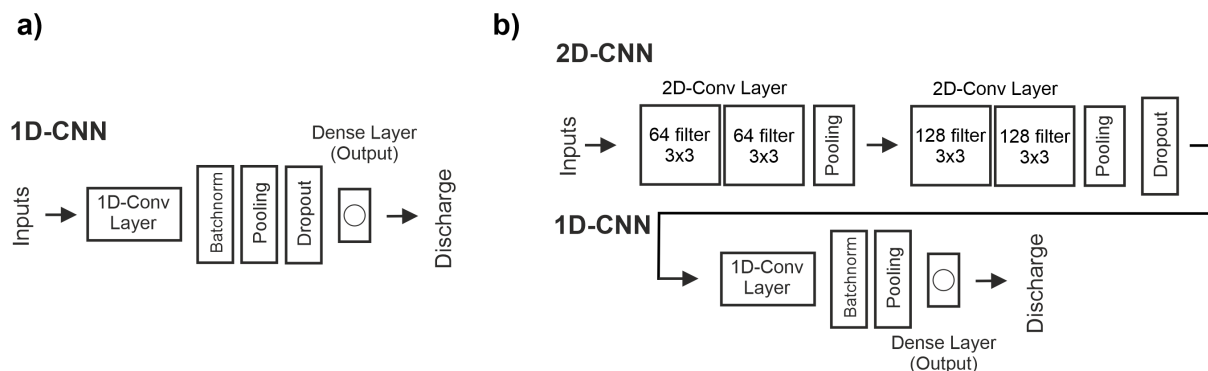 a)
1D-CNN
Inputs
1D-Conv
Layer
Batchnorm
Pooling
Dropout
Dense Layer
(Output)
Discharge
b)
2D-CNN
Inputs
2D-Conv Layer
64 filter
3x3
64 filter
3x3
Pooling
2D-Conv Layer
128 filter
3x3
128 filter
3x3
Pooling
Dropout
1D-CNN
1D-Conv
Layer
Batchnorm
Pooling
Dense Layer
(Output)
Discharge